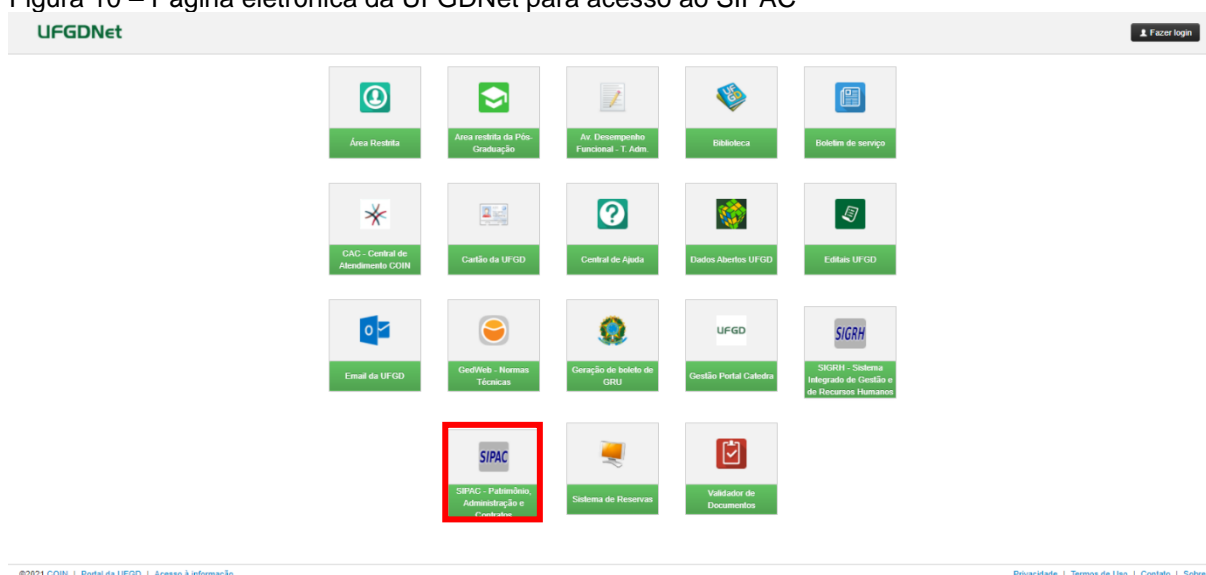 Figura 10 – Página eletrônica da UFGDNet para acesso ao SIPAC
UFGDNet
Fazer login
Área Restrita
Area restrita da Pós-
Graduação
Av. Desempenho
Funcional - T. Adm.
UFGD
Biblioteca
Boletim de serviço
CAC - Central de
Atendimento COIN
Cartão da UFGD
Central de Ajuda
Dados Abertos UFGD
Editais UFGD
Email da UFGD
GedWeb - Normas
Técnicas
Geração de boleto de
GRU
UFGD
Gestão Portal Catedra
SIGRH
SIGRH - Sistema
Integrado de Gestão e
de Recursos Humanos
SIPAC
SIPAC - Patrimônio,
Administração e
Contratos
Sistema de Reservas
Validador de
Documentos
©2021 COIN | Portal da UFGD | Acesso à informação
Privacidade | Termos de Uso | Contato | Sobre